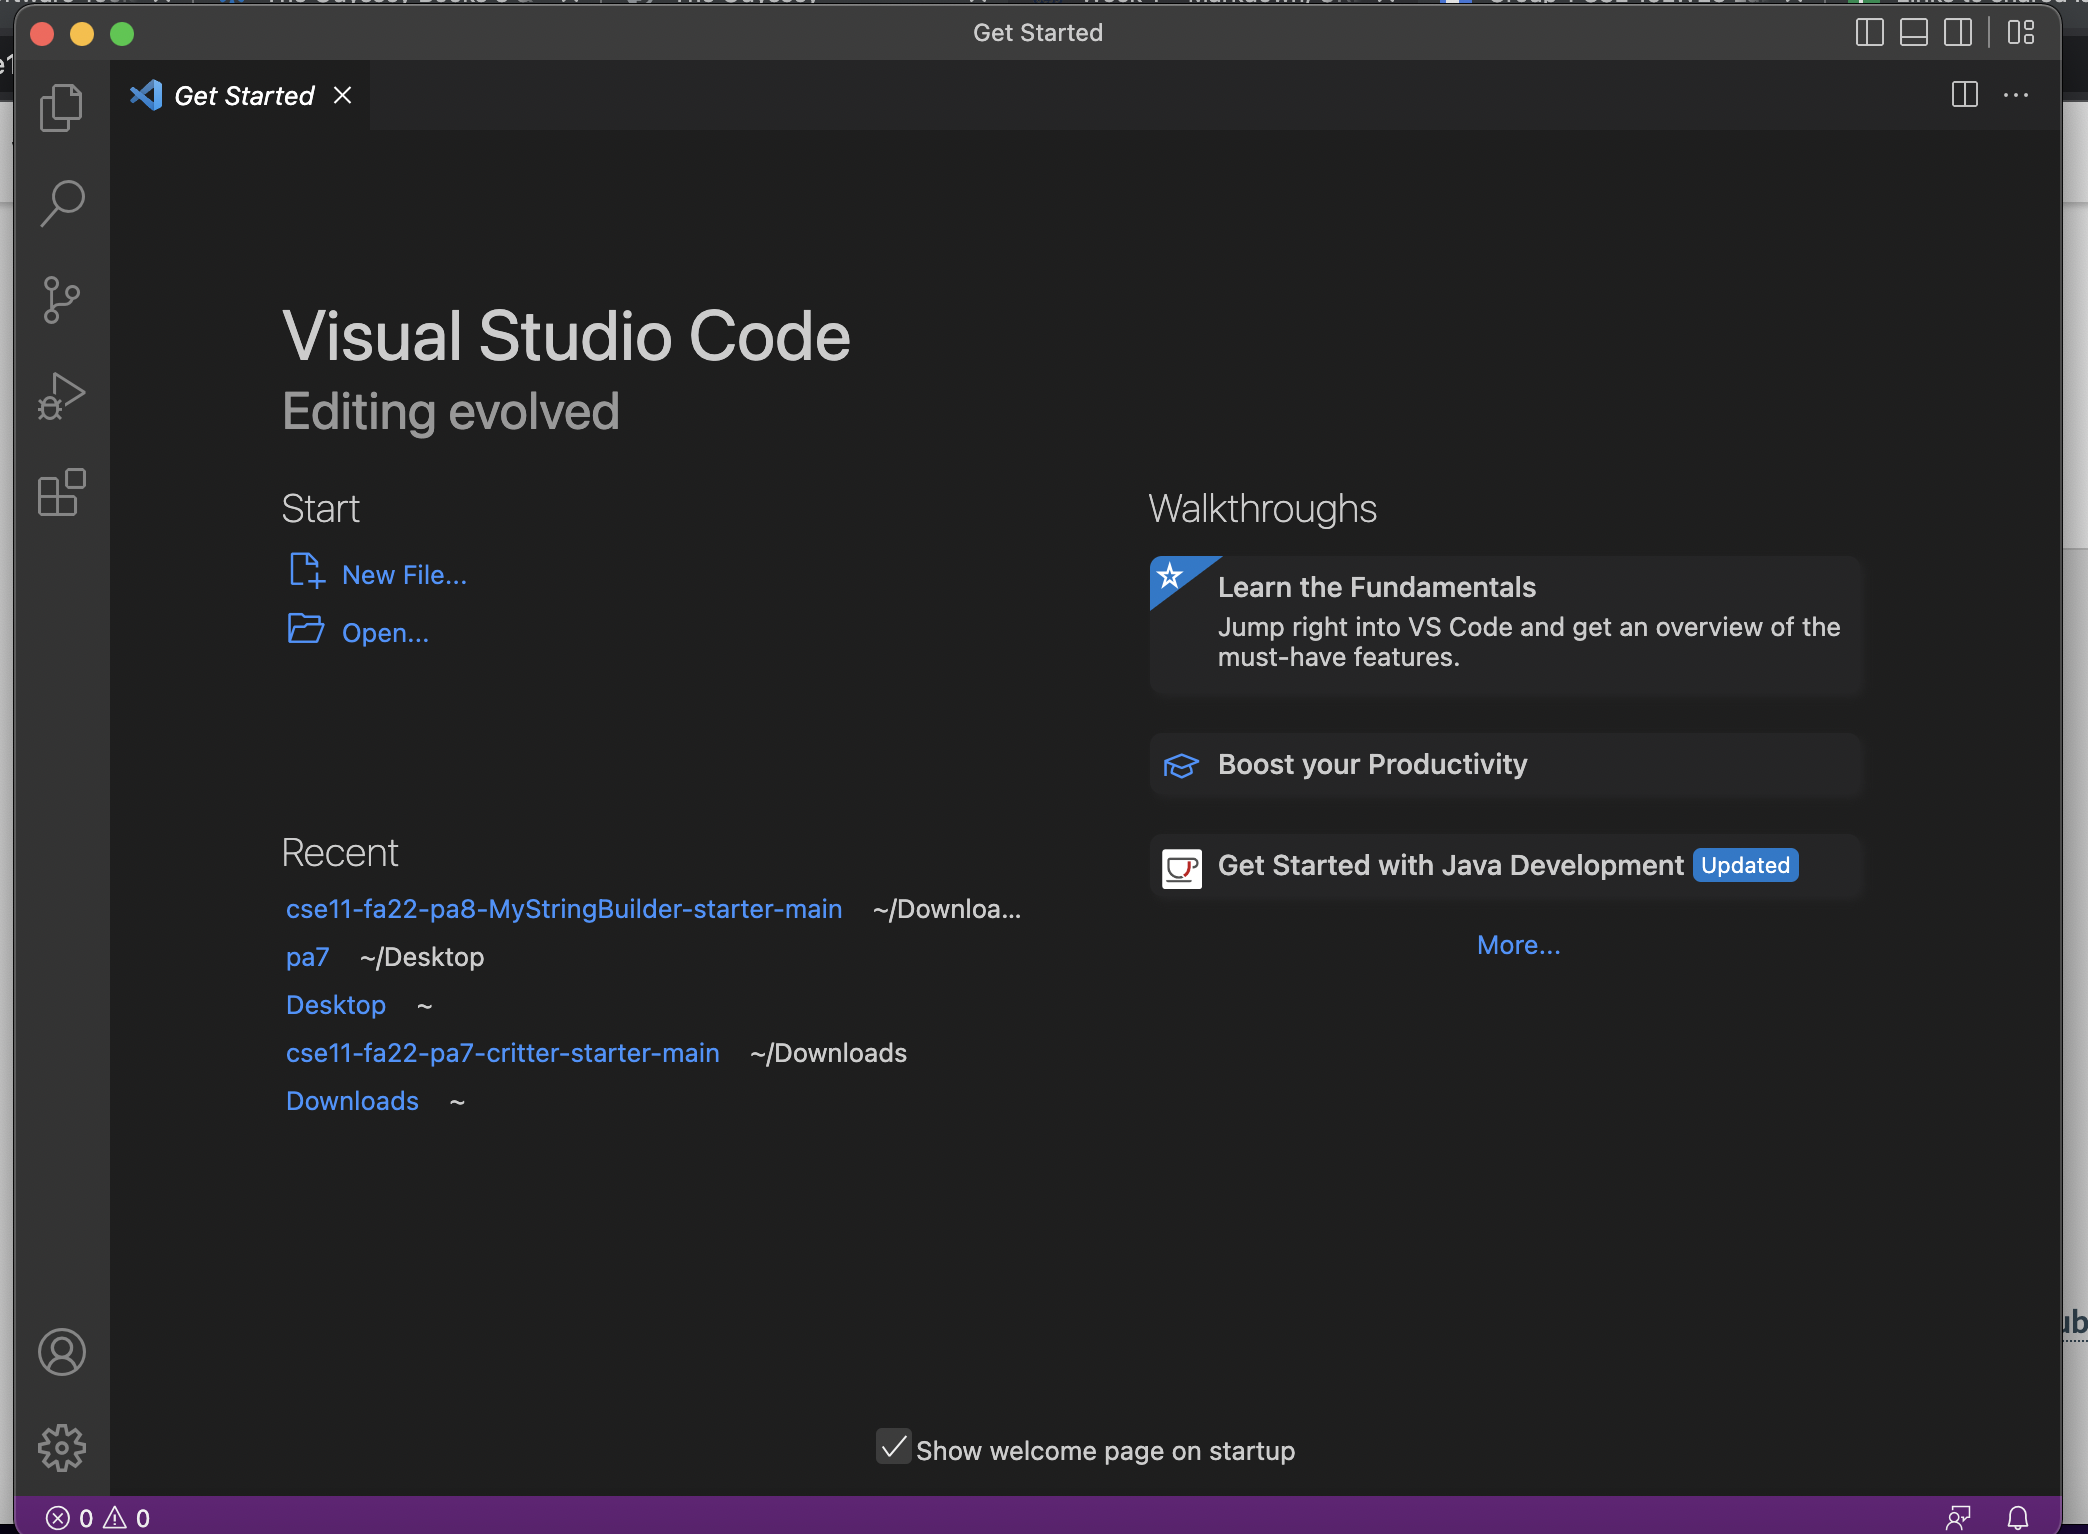 Get Started
Get Started
Visual Studio Code
Editing evolved
Start
New File...
Open...
Recent
cse11-fa22-pa8-MyStringBuilder-starter-main ~/Downloa...
pa7 ~/Desktop
Desktop ~
cse11-fa22-pa7-critter-starter-main ~/Downloads
Downloads ~
Walkthroughs
Learn the Fundamentals
Jump right into VS Code and get an overview of the
must-have features.
Boost your Productivity
Get Started with Java Development Updated
More...
Show welcome page on startup
0 0
ub